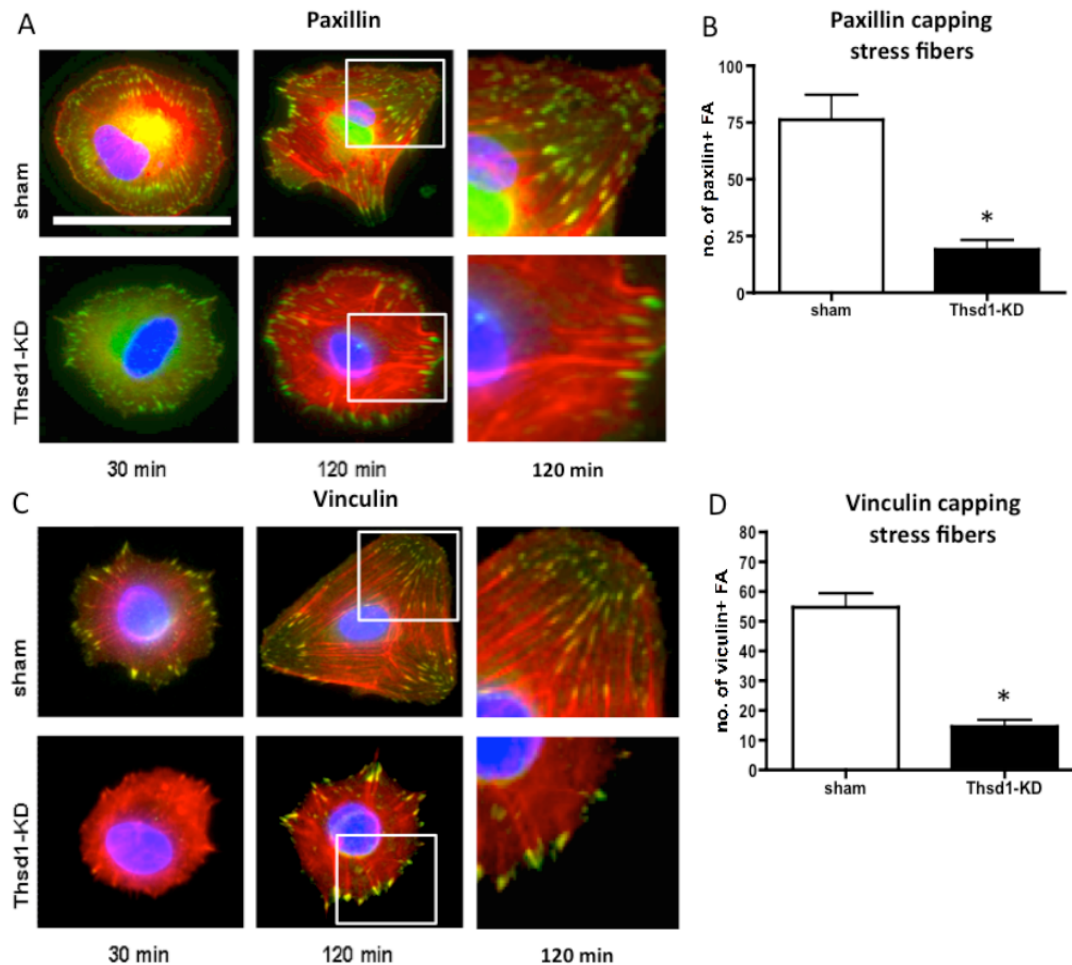 A
Paxillin
sham
Thsd1-KD
30 min
120 min
120 min
B
Paxillin capping
stress fibers
no. of paxilin+ FA
100
75
50
25
0
sham
Thsd1-KD
*
C
Vinculin
sham
Thsd1-KD
30 min
120 min
120 min
D
Vinculin capping
stress fibers
no. of viculin+ FA
80
70
60
50
40
30
20
10
0
sham
Thsd1-KD
*